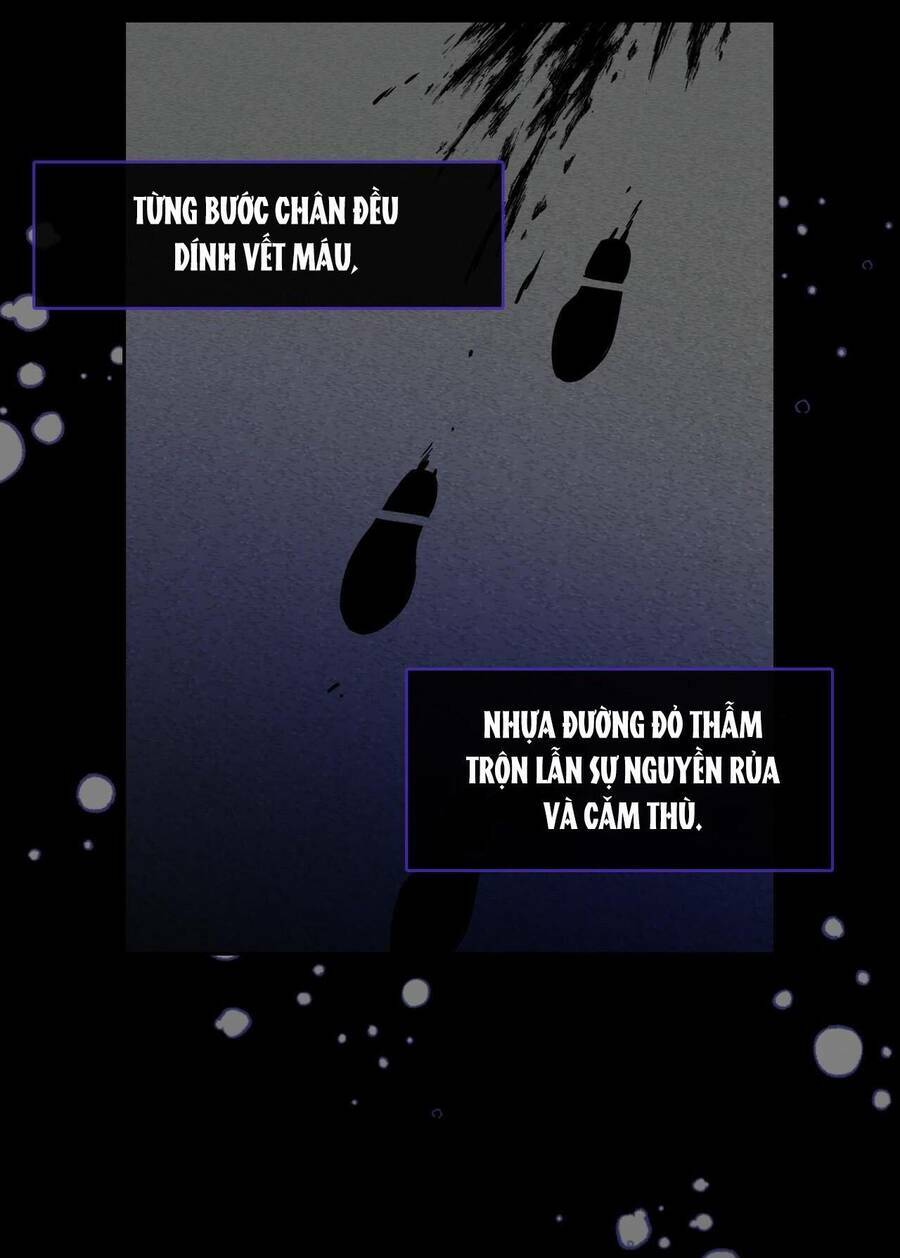 TỪNG BƯỚC CHÂN ĐỀU
DÍNH VẾT MÁU,
NHỰA ĐƯỜNG ĐỎ THẪM
TRỘN LẪN SỰ NGUYỀN RỦA
VÀ CĂM THÙ.